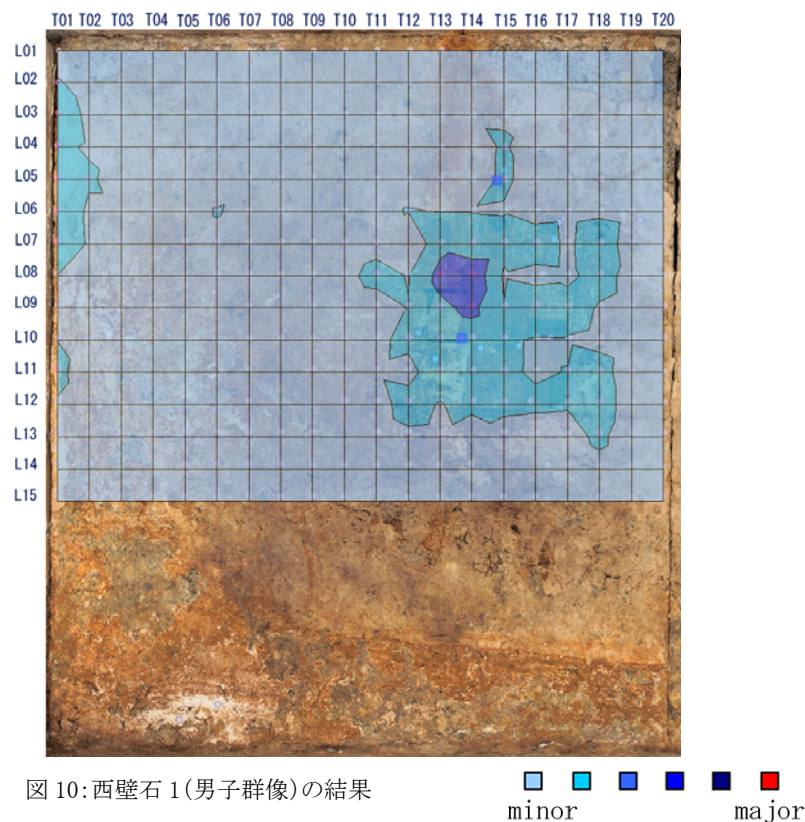 T01 T02 T03 T04 T05 T06 T07 T08 T09 T10 T11 T12 T13 T14 T15 T16 T17 T18 T19 T20
L01
L02
L03
L04
L05
L06
L07
L08
L09
L10
L11
L12
L13
L14
L15
図 10:西壁石 1(男子群像)の結果
minor major